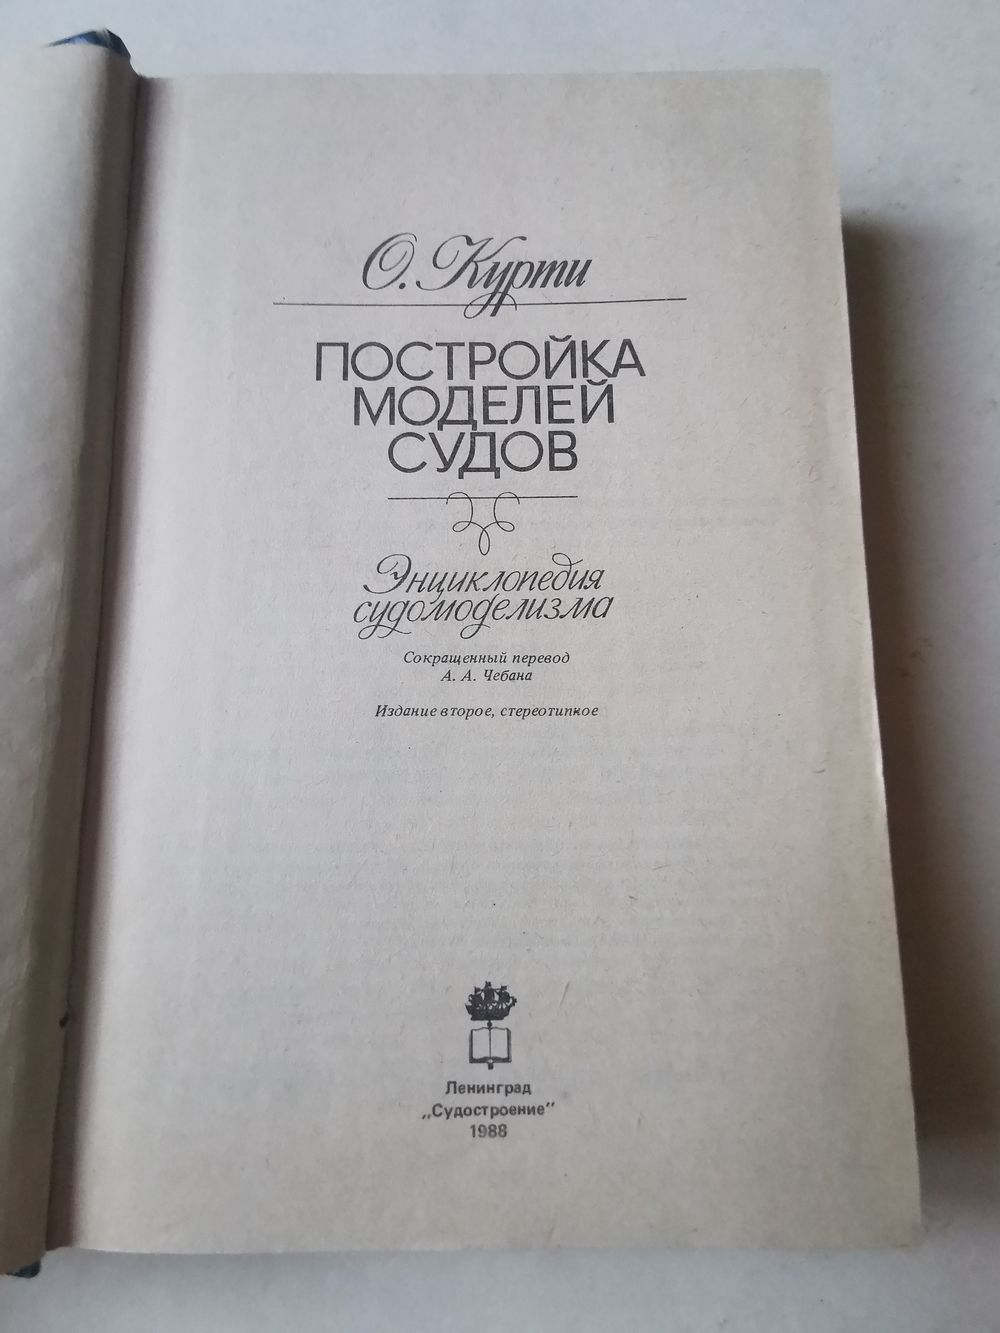 О. Курти
ПОСТРОЙКА
МОДЕЛЕЙ
СУДОВ
Энциклопедия
судомоделизма
Сокращенный перевод
А. А. Чебана
Издание второе, стереотипное
Ленинград
„Судостроение"
1988